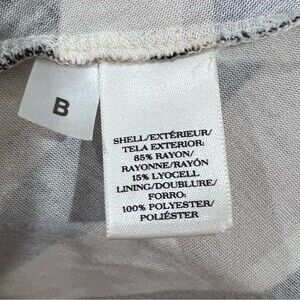 B
SHELL/EXTÉRIEUR/
TELA EXTERIOR:
85% RAYON/
RAYONNE/RAYÓN
15% LYOCELL
LINING/DOUBLURE/
FORRO:
100% POLYESTER/
POLIÉSTER